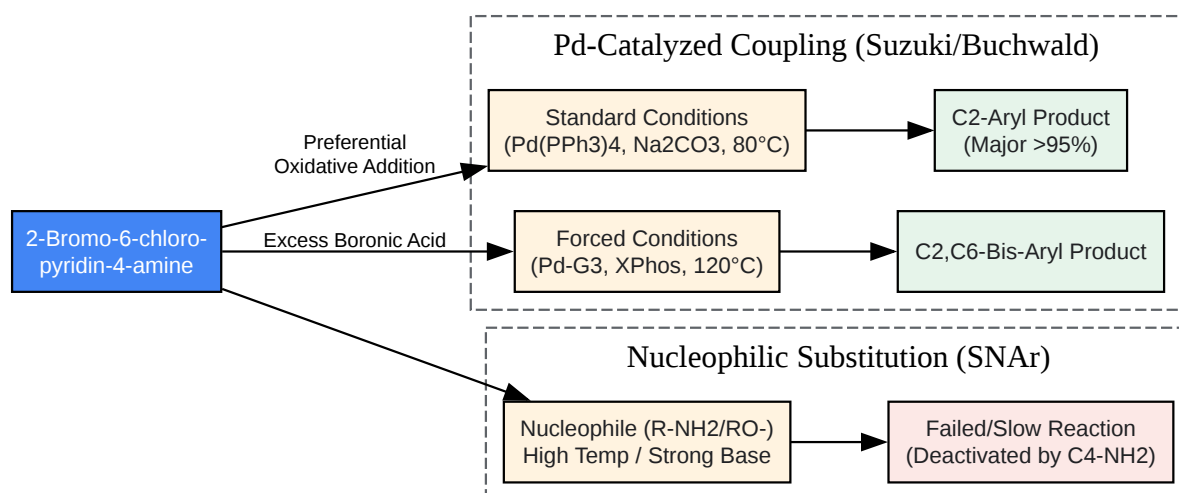 Pd-Catalyzed Coupling (Suzuki/Buchwald)
Preferential
Oxidative Addition
Standard Conditions
(Pd(PPh3)4, Na2CO3, 80°C)
C2-Aryl Product
(Major >95%)
2-Bromo-6-chloro-
pyridin-4-amine
Excess Boronic Acid
Forced Conditions
(Pd-G3, XPhos, 120°C)
C2,C6-Bis-Aryl Product
Nucleophilic Substitution (SNAr)
Nucleophile (R-NH2/RO-)
High Temp / Strong Base
Failed/Slow Reaction
(Deactivated by C4-NH2)